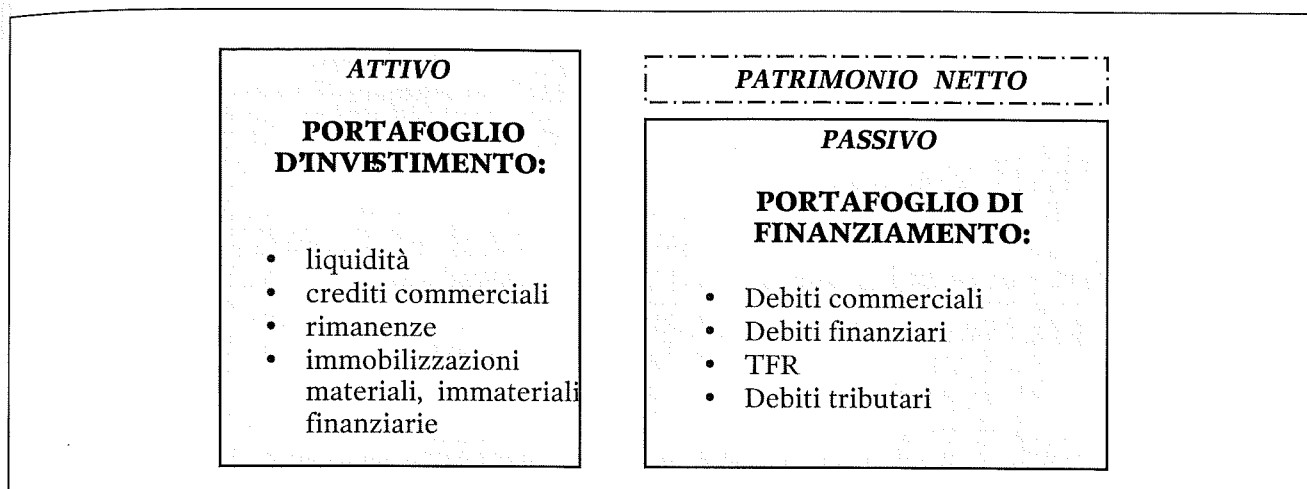 ATTIVO
PORTAFOGLIO
D'INVESTIMENTO:
• liquidità
• crediti commerciali
• rimanenze
• immobilizzazioni
materiali, immateriali
finanziarie
PATRIMONIO NETTO
PASSIVO
PORTAFOGLIO DI
FINANZIAMENTO:
• Debiti commerciali
• Debiti finanziari
• TFR
• Debiti tributari